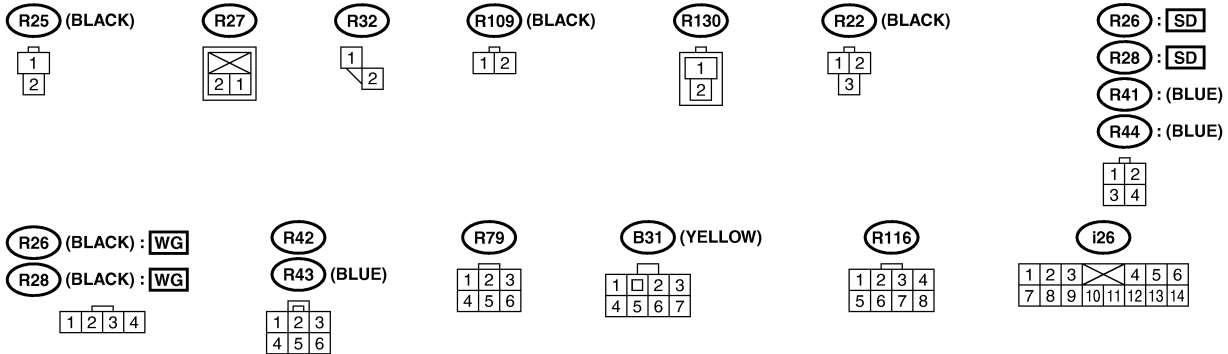 R25 (BLACK)
R27
R32
R109 (BLACK)
R130
R22 (BLACK)
R26 : SD
R28 : SD
R41 : (BLUE)
R44 : (BLUE)
1
2
2 1
1
2
1 2
1
2
1 2
3
1 2
3 4
R26 (BLACK) : WG
R28 (BLACK) : WG
1 2 3 4
R42
R43 (BLUE)
1 2 3
4 5 6
R79
1 2 3
4 5 6
B31 (YELLOW)
1 2 3
4 5 6 7
R116
1 2 3 4
5 6 7 8
i26
1 2 3 4 5 6
7 8 9 10 11 12 13 14